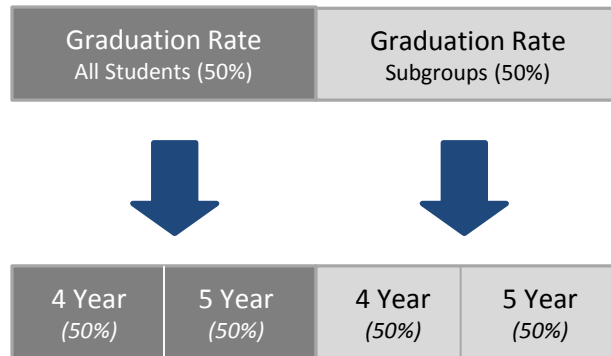 Graduation Rate
All Students (50%)
Graduation Rate
Subgroups (50%)
4 Year
(50%)
5 Year
(50%)
4 Year
(50%)
5 Year
(50%)